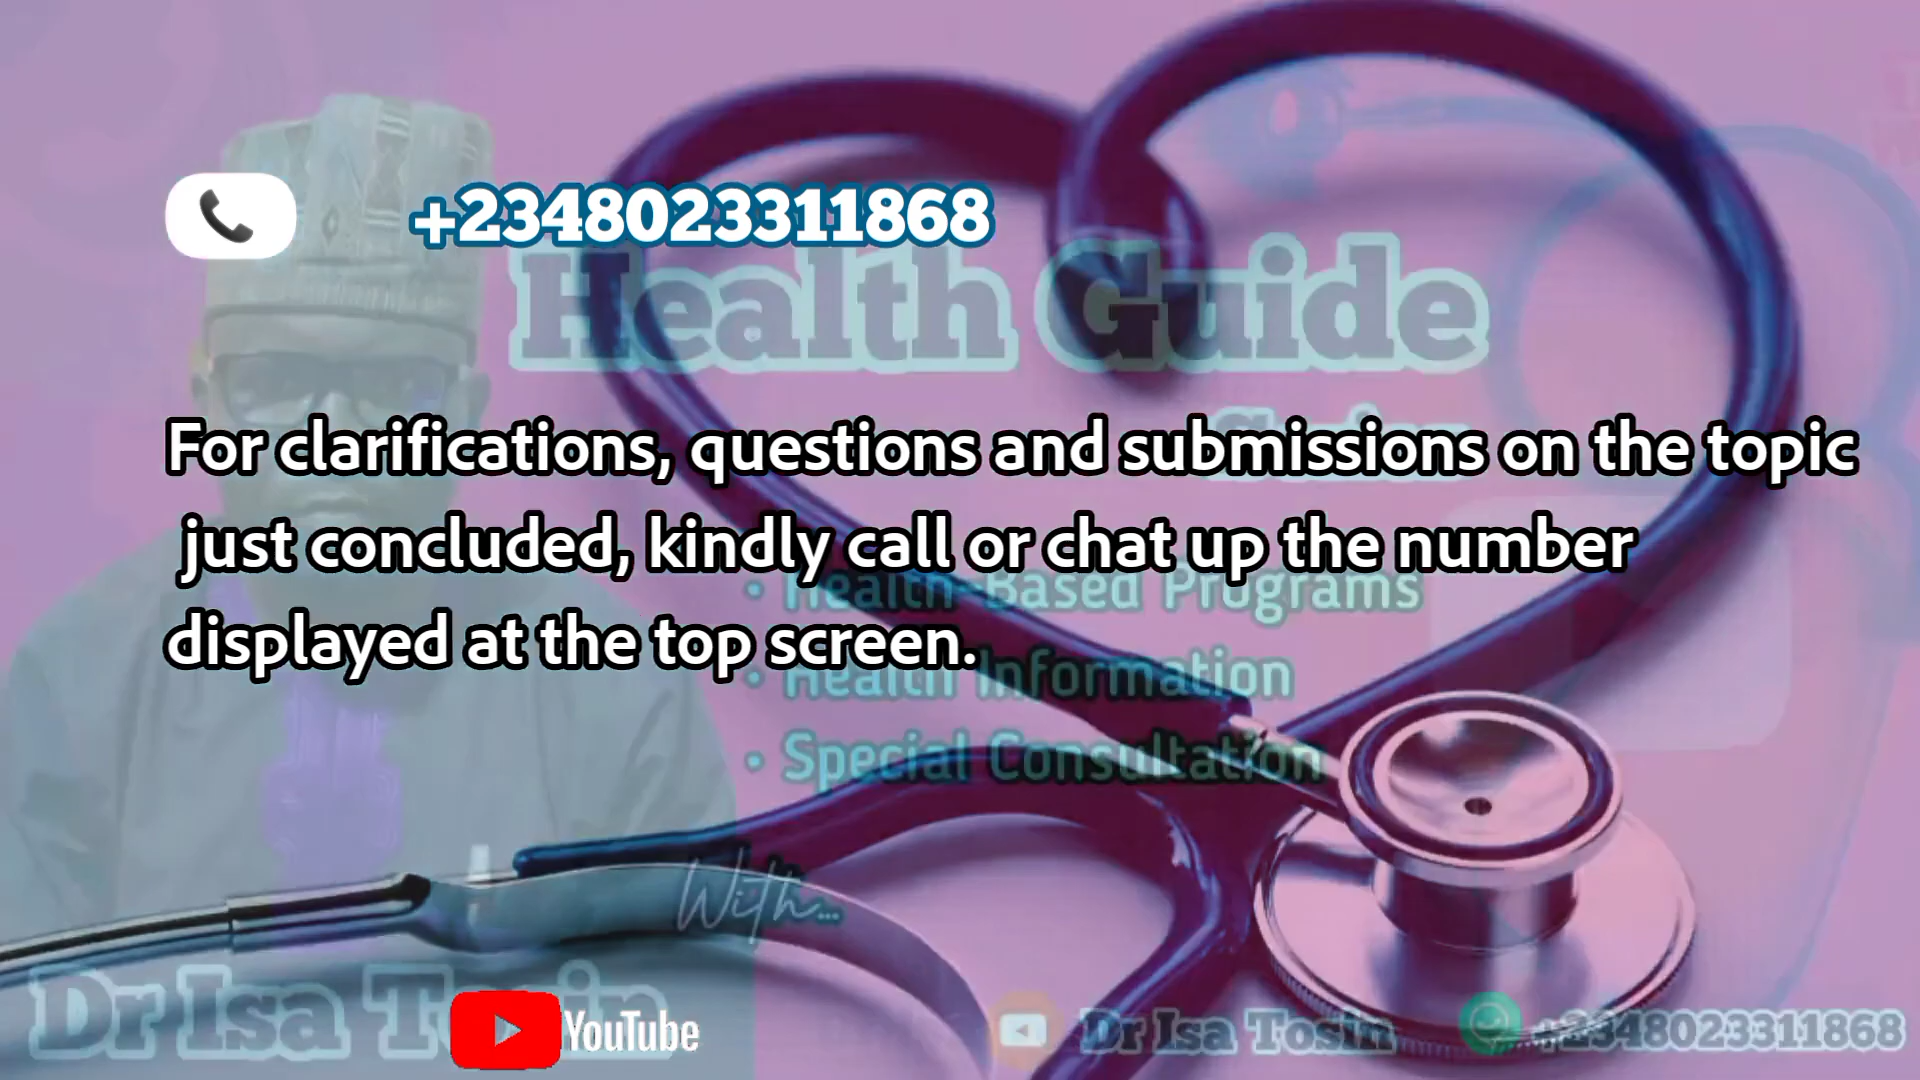 +2348023311868
Health Guide
For clarifications, questions and submissions on the topic
just concluded, kindly call or chat up the number
displayed at the top screen.
• Health-Based Programs
• Health Information
• Special Consultation
With...
Dr Isa Tosin
YouTube
Dr Isa Tosin
+2348023311868